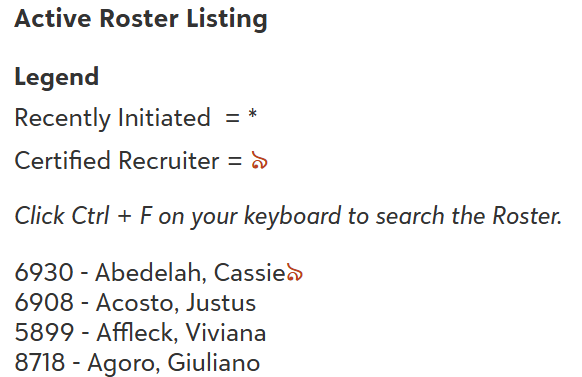 Active Roster Listing
Legend
Recently Initiated = *
Certified Recruiter = ঌ
Click Ctrl + F on your keyboard to search the Roster.
6930 - Abedelah, Cassieঌ
6908 - Acosto, Justus
5899 - Affleck, Viviana
8718 - Agoro, Giuliano